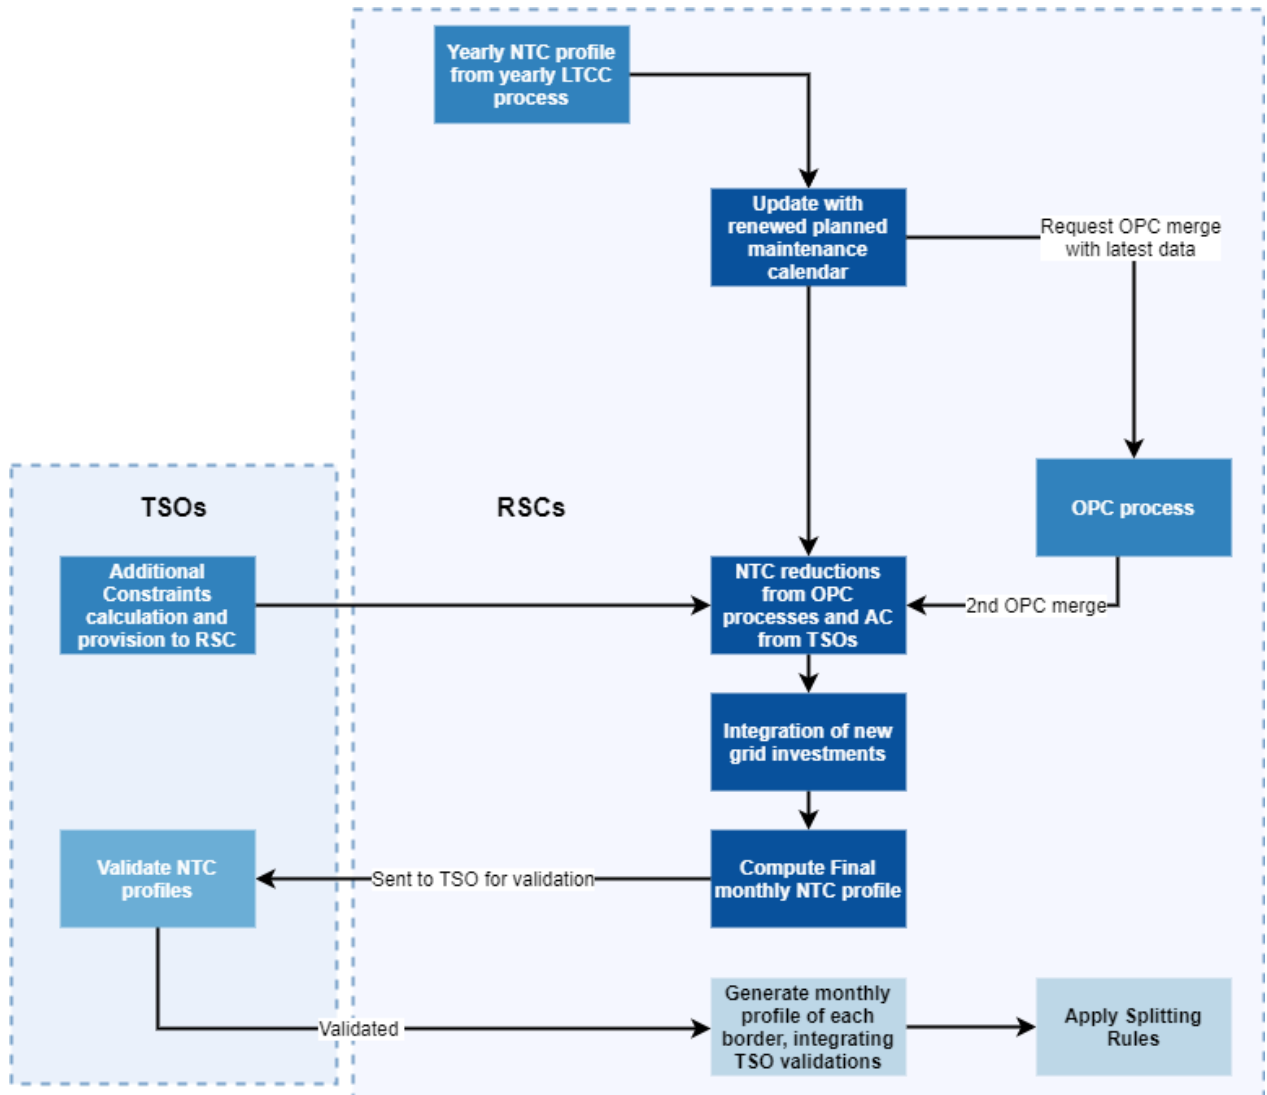 Yearly NTC profile
from yearly LTCC
process
Update with
renewed planned
maintenance
calendar
Request OPC merge
with latest data
OPC process
TSOs
RSCs
Additional
Constraints
calculation and
provision to RSC
NTC reductions
from OPC
processes and AC
from TSOs
2nd OPC merge
Integration of new
grid investments
Validate NTC
profiles
Sent to TSO for validation
Compute Final
monthly NTC profile
Validated
Generate monthly
profile of each
border, integrating
TSO validations
Apply Splitting
Rules